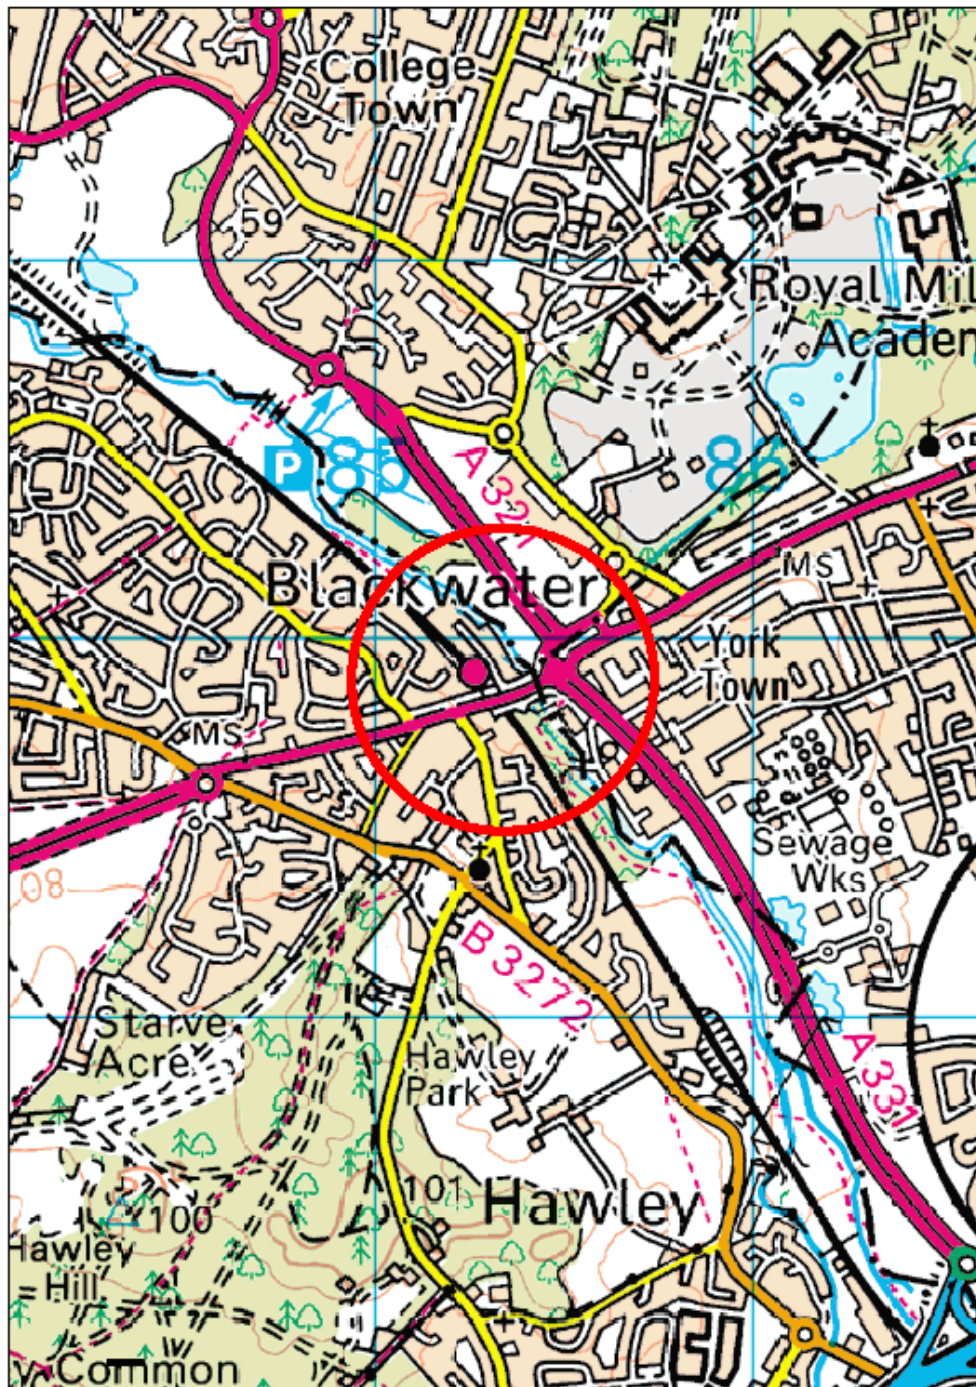 College
Town
59
Royal Mil
Academ
P
85
86
A 321
MS
Blackwater
York
Town
MS
Sewage
Wks
08
B 3272
Starve
Acre
Hawley
Park
A 331
101
Hawley
100
Hawley
Hill
y Common